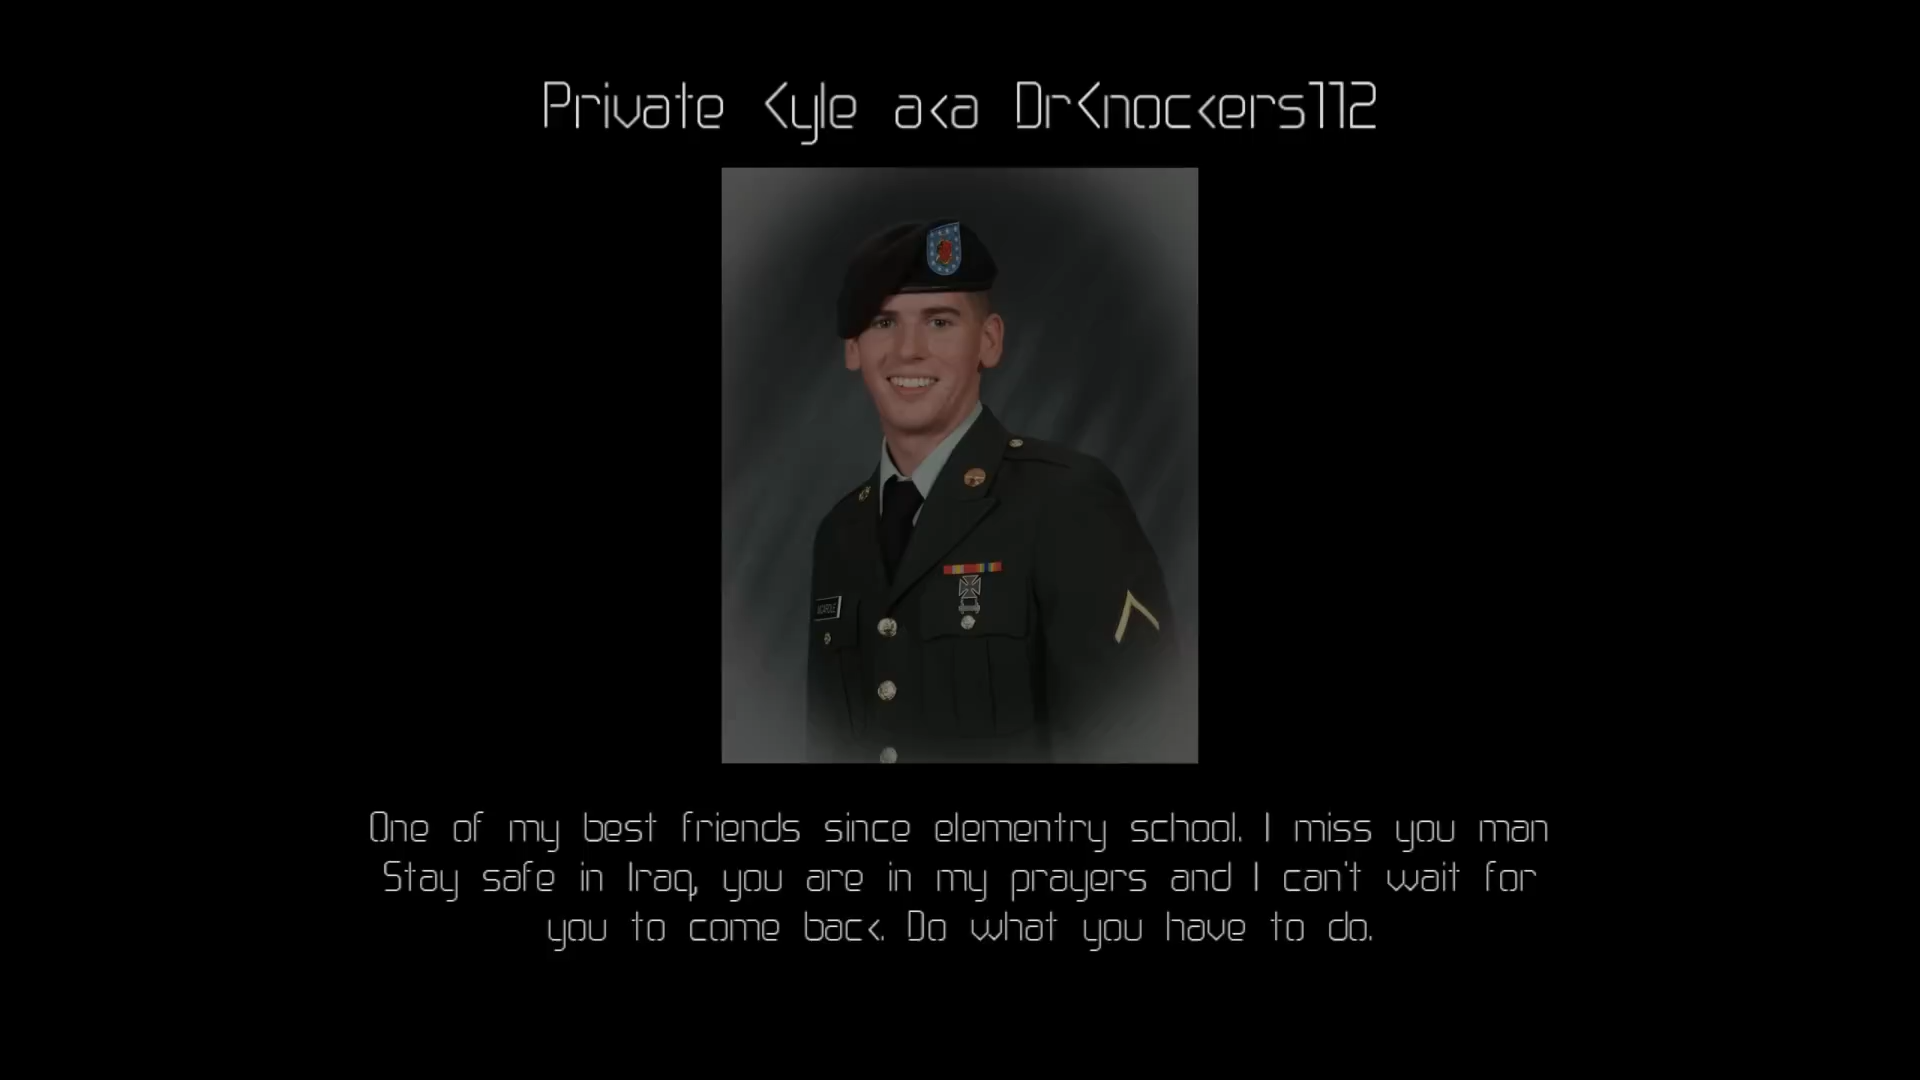 Private Kyle aka DrKnockers112
One of my best friends since elementry school. I miss you man
Stay safe in Iraq, you are in my prayers and I can't wait for
you to come back. Do what you have to do.